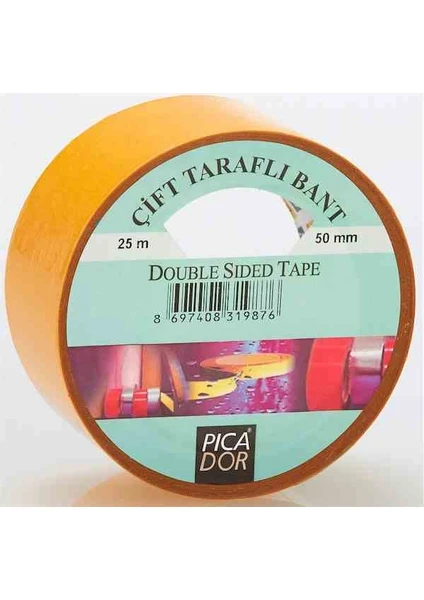 ÇİFT TARAFLI BANT
25 m
50 mm
DOUBLE SIDED TAPE
8 697408 319876
PICA
DOR